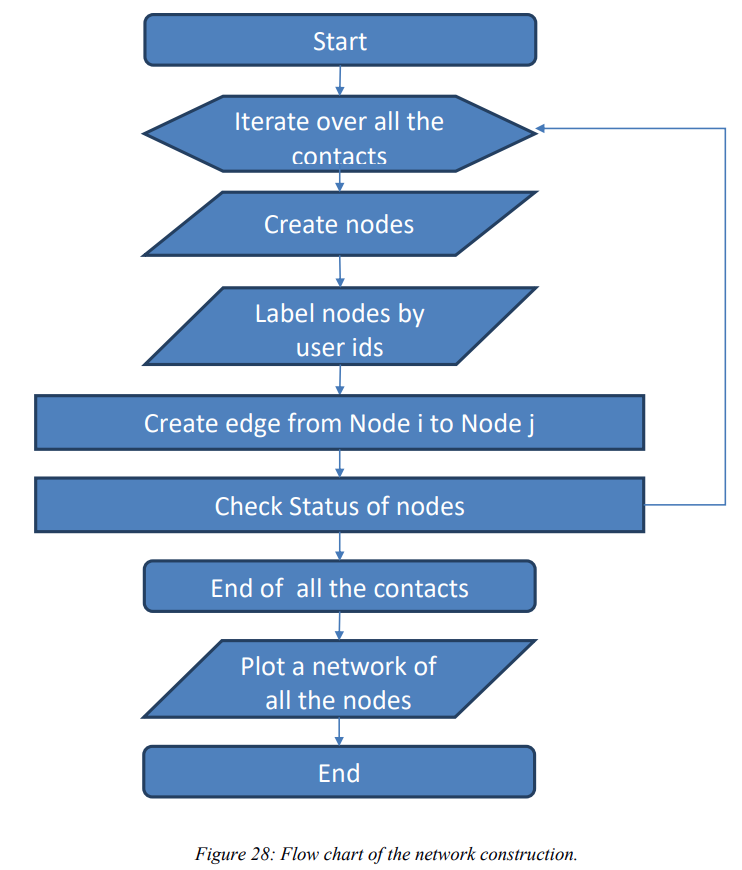 Start
Iterate over all the
contacts
Create nodes
Label nodes by
user ids
Create edge from Node i to Node j
Check Status of nodes
End of  all the contacts
Plot a network of
all the nodes
End
Figure 28: Flow chart of the network construction.